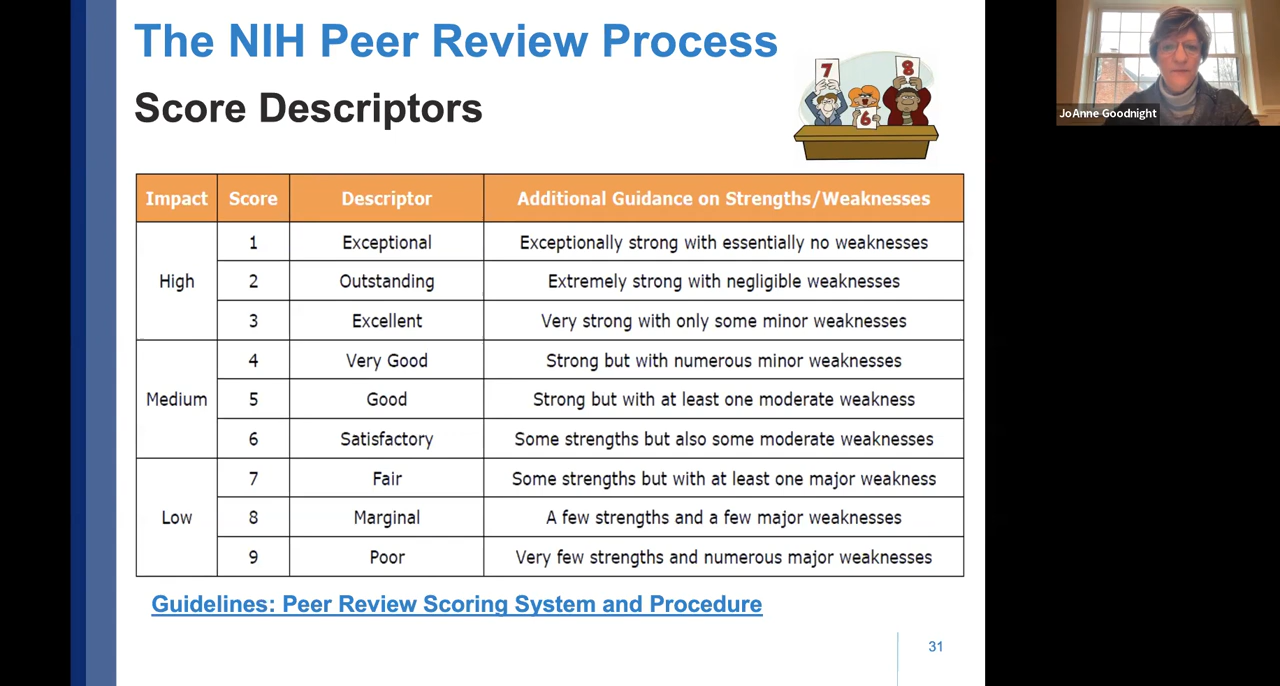 The NIH Peer Review Process
Score Descriptors
7
8
6
JoAnne Goodnight
Impact Score Descriptor Additional Guidance on Strengths/Weaknesses
High
1 Exceptional Exceptionally strong with essentially no weaknesses
2 Outstanding Extremely strong with negligible weaknesses
3 Excellent Very strong with only some minor weaknesses
Medium
4 Very Good Strong but with numerous minor weaknesses
5 Good Strong but with at least one moderate weakness
6 Satisfactory Some strengths but also some moderate weaknesses
Low
7 Fair Some strengths but with at least one major weakness
8 Marginal A few strengths and a few major weaknesses
9 Poor Very few strengths and numerous major weaknesses
Guidelines: Peer Review Scoring System and Procedure
31